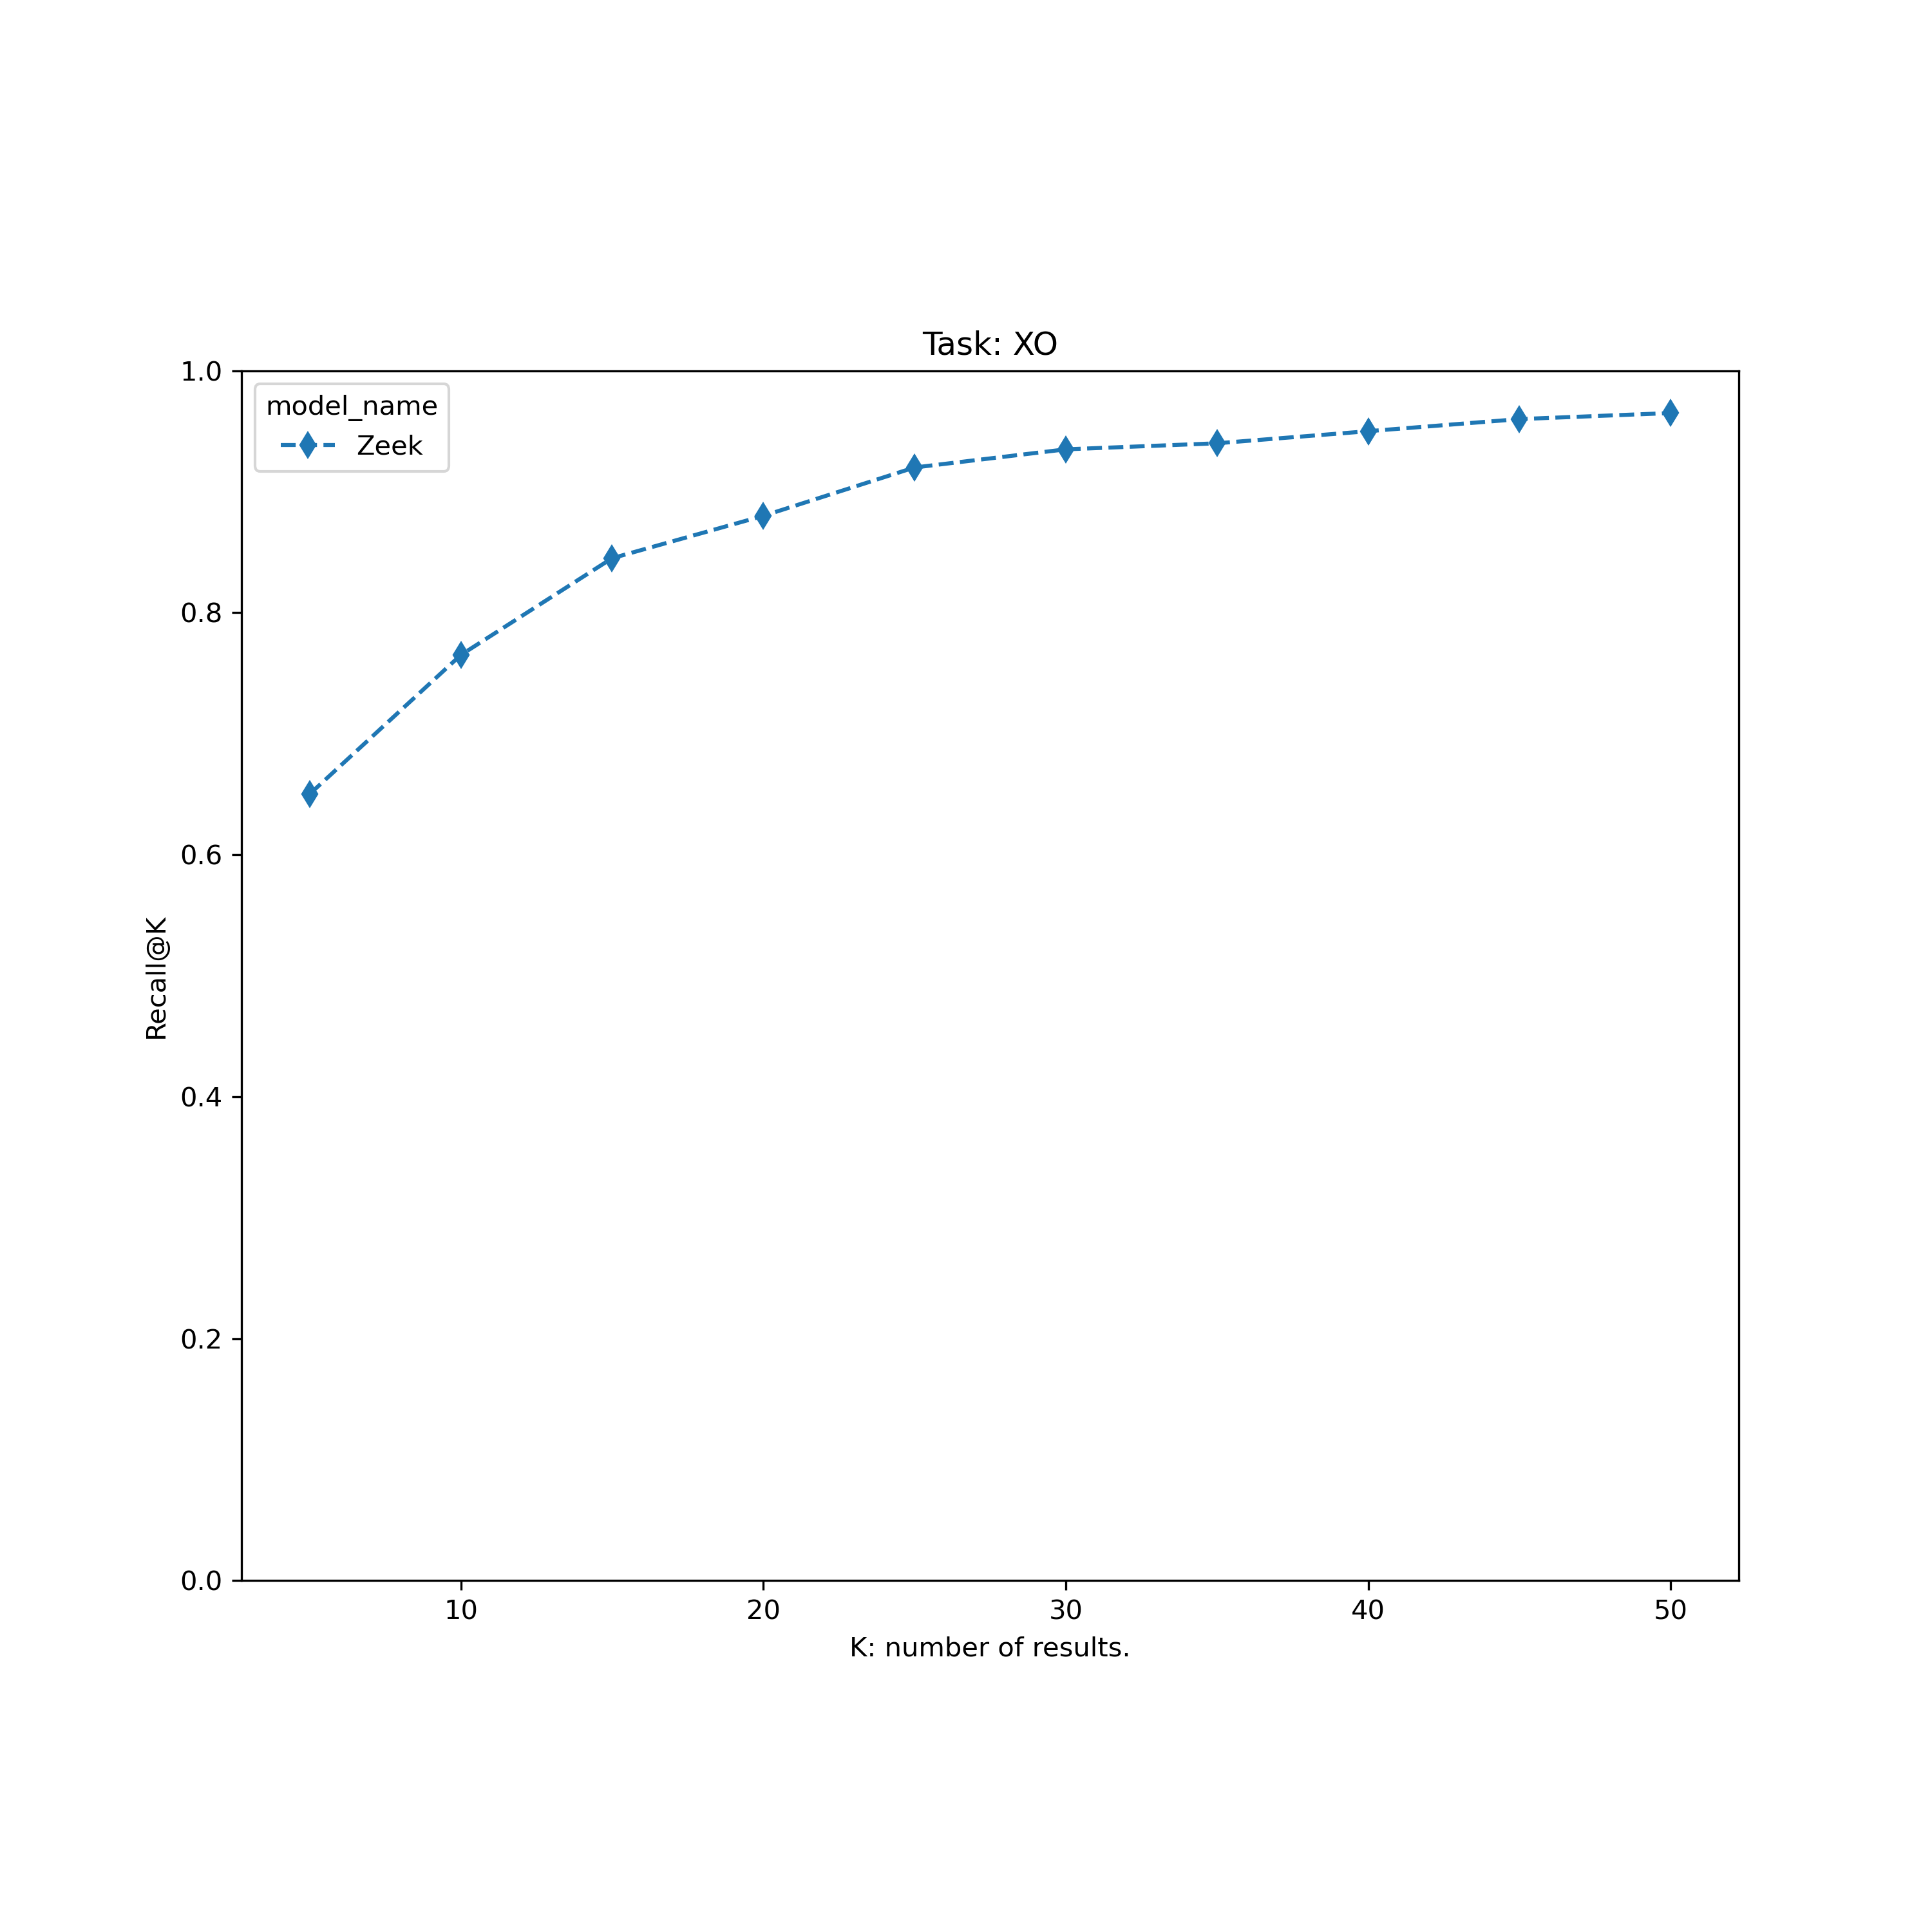 Task: XO
1.0
model_name
Zeek
0.8
0.6
Recall@K
0.4
0.2
0.0
10 20 30 40 50
K: number of results.